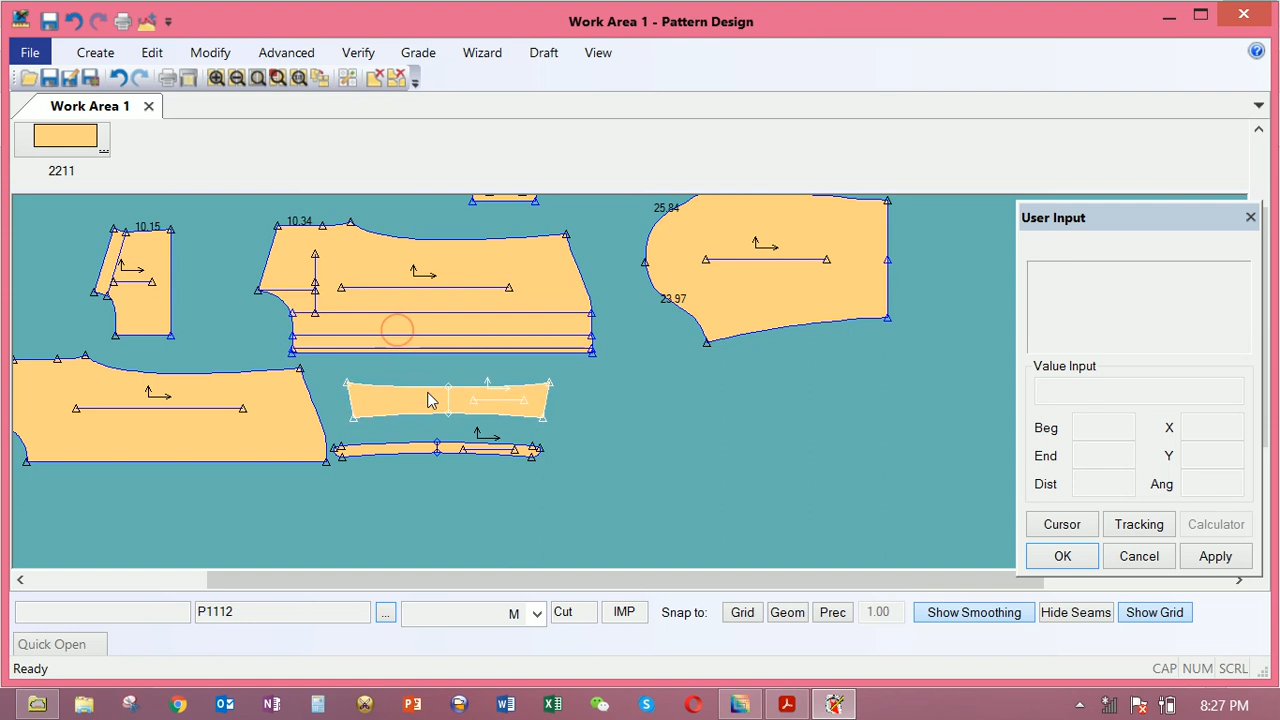 Work Area 1 - Pattern Design
File Create Edit Modify Advanced Verify Grade Wizard Draft View
Work Area 1
2211
10.15
10.34
25.84
23.97
User Input
Value Input
Beg X
End Y
Dist Ang
Cursor Tracking Calculator
OK Cancel Apply
P1112 ... M Cut IMP Snap to: Grid Geom Prec 1.00 Show Smoothing Hide Seams Show Grid
Quick Open
Ready CAP NUM SCRL
8:27 PM